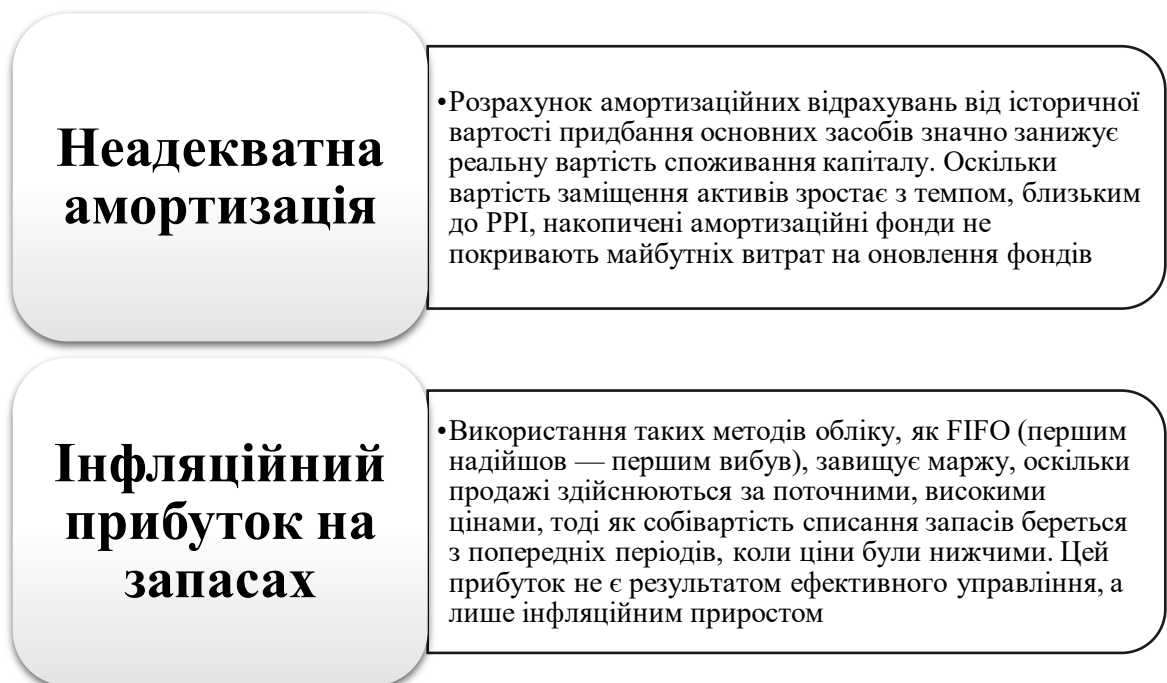 Неадекватна
амортизація
•Розрахунок амортизаційних відрахувань від історичної
вартості придбання основних засобів значно занижує
реальну вартість споживання капіталу. Оскільки
вартість заміщення активів зростає з темпом, близьким
до PPI, накопичені амортизаційні фонди не
покривають майбутніх витрат на оновлення фондів
Інфляційний
прибуток на
запасах
•Використання таких методів обліку, як FIFO (першим
надійшов — першим вибув), завищує маржу, оскільки
продажі здійснюються за поточними, високими
цінами, тоді як собівартість списання запасів береться
з попередніх періодів, коли ціни були нижчими. Цей
прибуток не є результатом ефективного управління, а
лише інфляційним приростом